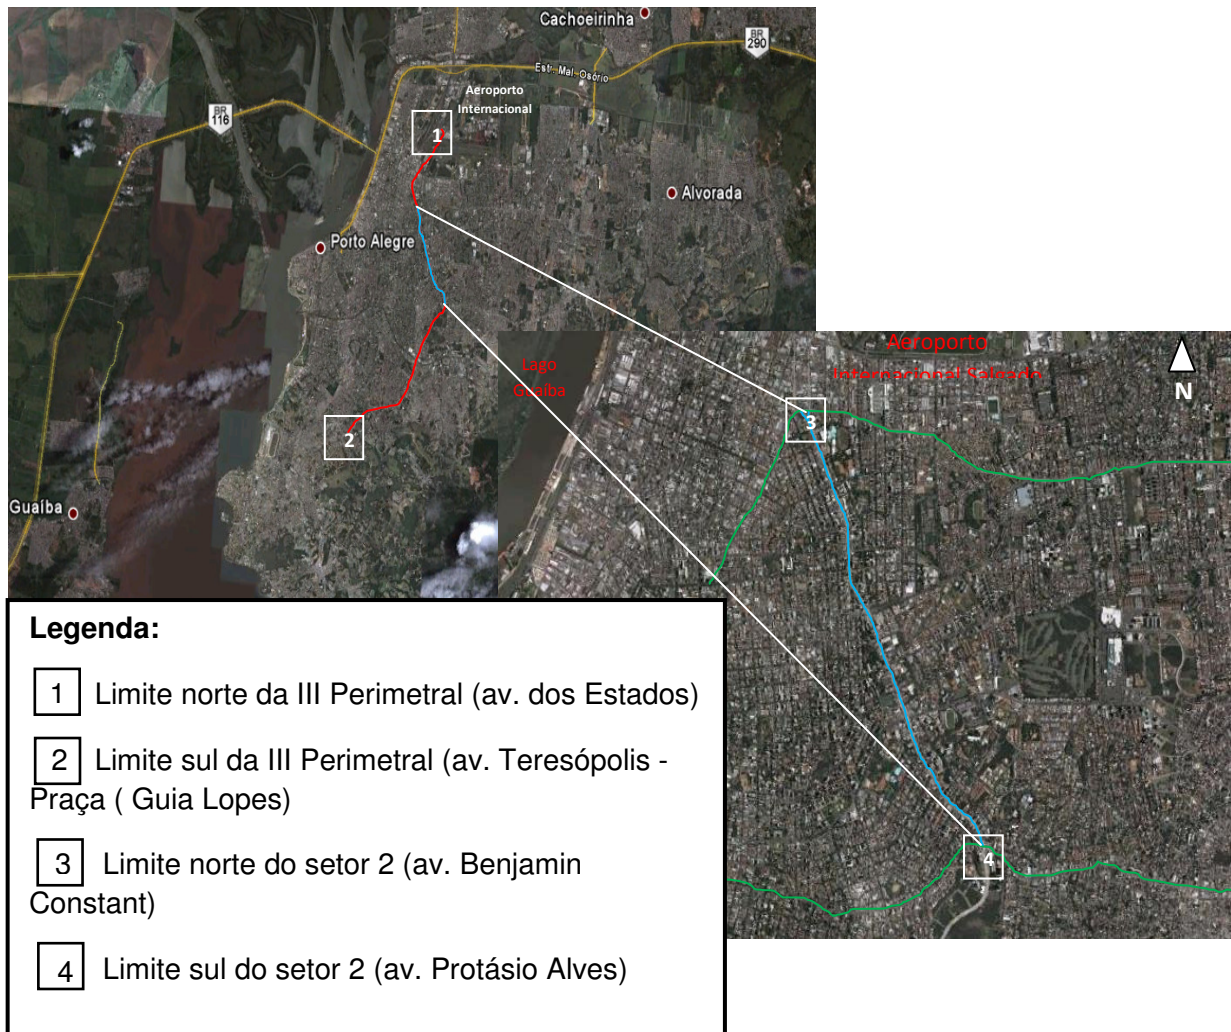 Cachoeirinha
BR
290
Estr. Mal. Osório
Aeroporto
Internacional
BR
116
1
Alvorada
Porto Alegre
2
Guaíba
Lago
Guaíba
Aeroporto
Internacional Salgado
N
3
4
Legenda:
1 Limite norte da III Perimetral (av. dos Estados)
2 Limite sul da III Perimetral (av. Teresópolis -
Praça ( Guia Lopes)
3 Limite norte do setor 2 (av. Benjamin
Constant)
4 Limite sul do setor 2 (av. Protásio Alves)